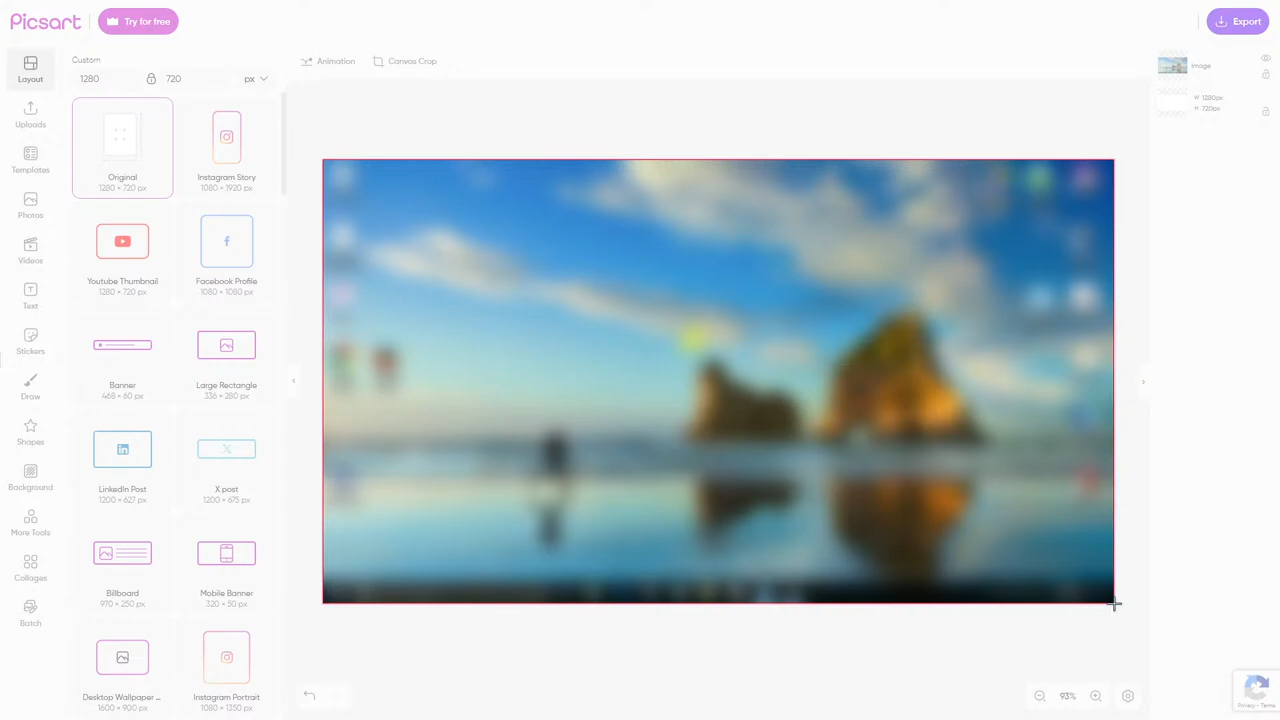 Picsart
Try for free
Export
Layout
Uploads
Templates
Photos
Videos
Text
Stickers
Draw
Shapes
Background
More Tools
Collages
Batch
Custom
1280
720
px
Original
1280 × 720 px
Instagram Story
1080 × 1920 px
Youtube Thumbnail
1280 × 720 px
Facebook Profile
1080 × 1080 px
Banner
468 × 60 px
Large Rectangle
336 × 280 px
LinkedIn Post
1200 × 627 px
X post
1200 × 675 px
Billboard
970 × 250 px
Mobile Banner
320 × 50 px
Desktop Wallpaper ...
1600 × 900 px
Instagram Portrait
1080 × 1350 px
Animation
Canvas Crop
93%
Image
W 1280px
H 720px
Privacy - Terms